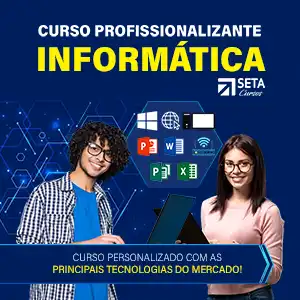 CURSO PROFISSIONALIZANTE
INFORMÁTICA
SETA
Cursos
P W
P X
CURSO PERSONALIZADO COM AS
PRINCIPAIS TECNOLOGIAS DO MERCADO!